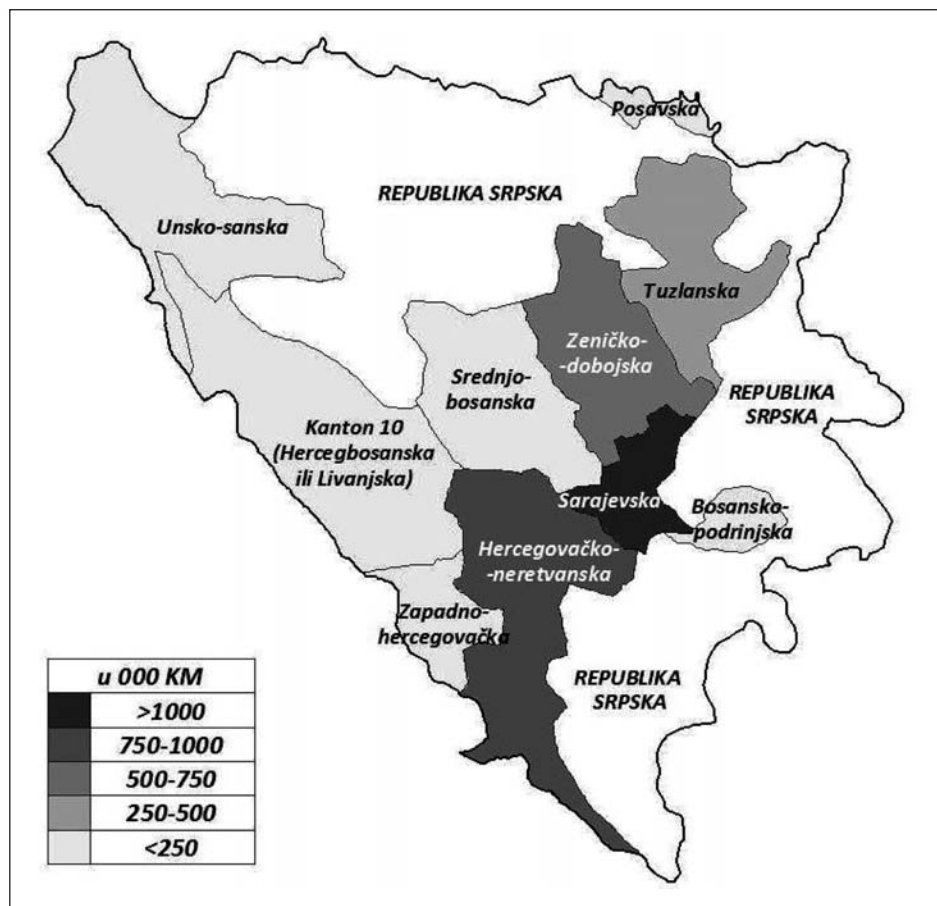 Posavska
REPUBLIKA SRPSKA
Unsko-sanska
Tuzlanska
Zeničko-
-dobojska
Srednjo-
bosanska
REPUBLIKA
SRPSKA
Kanton 10
(Hercegbosanska
ili Livanjska)
Sarajevska
Bosansko-
podrinjska
Hercegovačko-
-neretvanska
Zapadno-
hercegovačka
REPUBLIKA
SRPSKA
u 000 KM
>1000
750-1000
500-750
250-500
<250